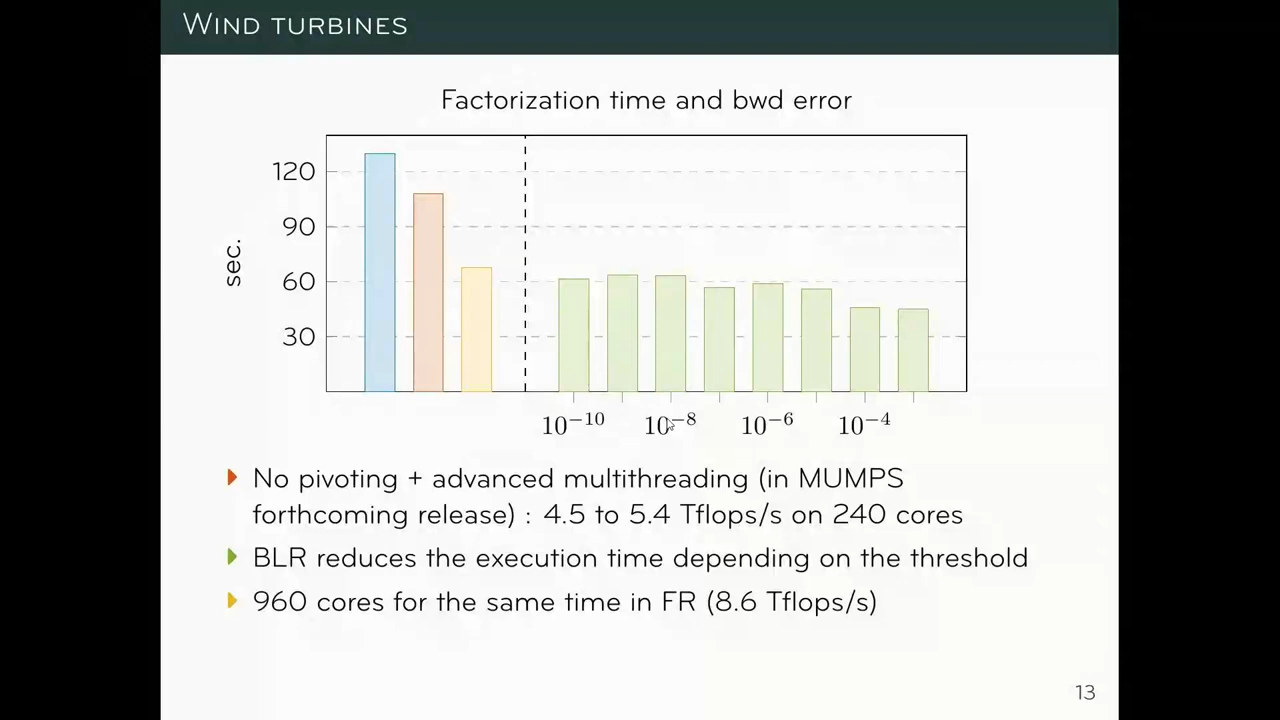 WIND TURBINES
Factorization time and bwd error
120
90
60
30
sec.
10⁻¹⁰ 10⁻⁸ 10⁻⁶ 10⁻⁴
No pivoting + advanced multithreading (in MUMPS
forthcoming release) : 4.5 to 5.4 Tflops/s on 240 cores
BLR reduces the execution time depending on the threshold
960 cores for the same time in FR (8.6 Tflops/s)
13